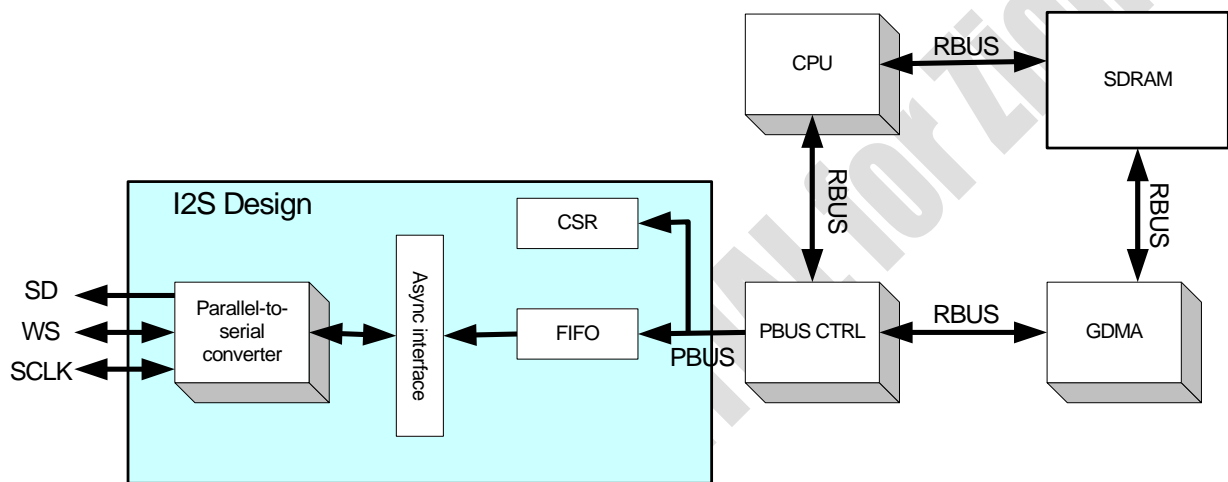 CPU
RBUS
SDRAM
RBUS
RBUS
I2S Design
CSR
SD
WS
SCLK
Parallel-to-
serial
converter
Async interface
FIFO
PBUS
PBUS CTRL
RBUS
GDMA
for